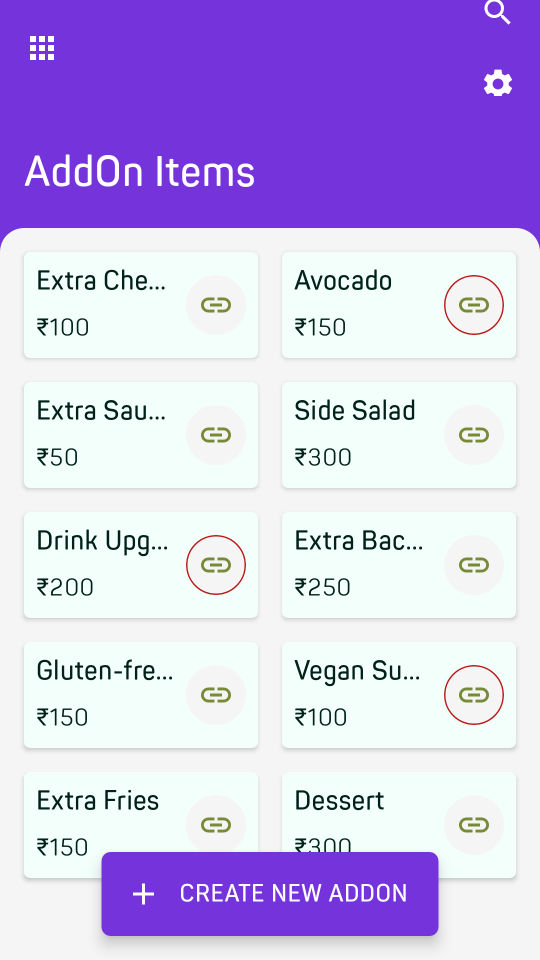 AddOn Items
Extra Che...
₹100
Avocado
₹150
Extra Sau...
₹50
Side Salad
₹300
Drink Upg...
₹200
Extra Bac...
₹250
Gluten-fre...
₹150
Vegan Su...
₹100
Extra Fries
₹150
Dessert
₹300
CREATE NEW ADDON